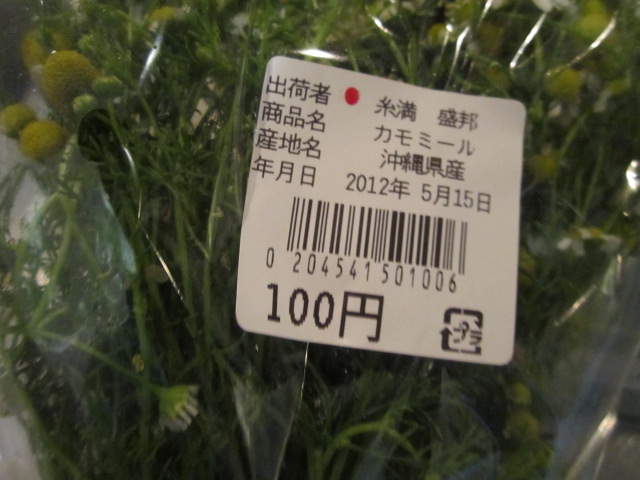 出荷者 糸満 盛邦
商品名 カモミール
産地名 沖縄県産
年月日 2012年 5月15日
0 204541 501006
100円
プラ